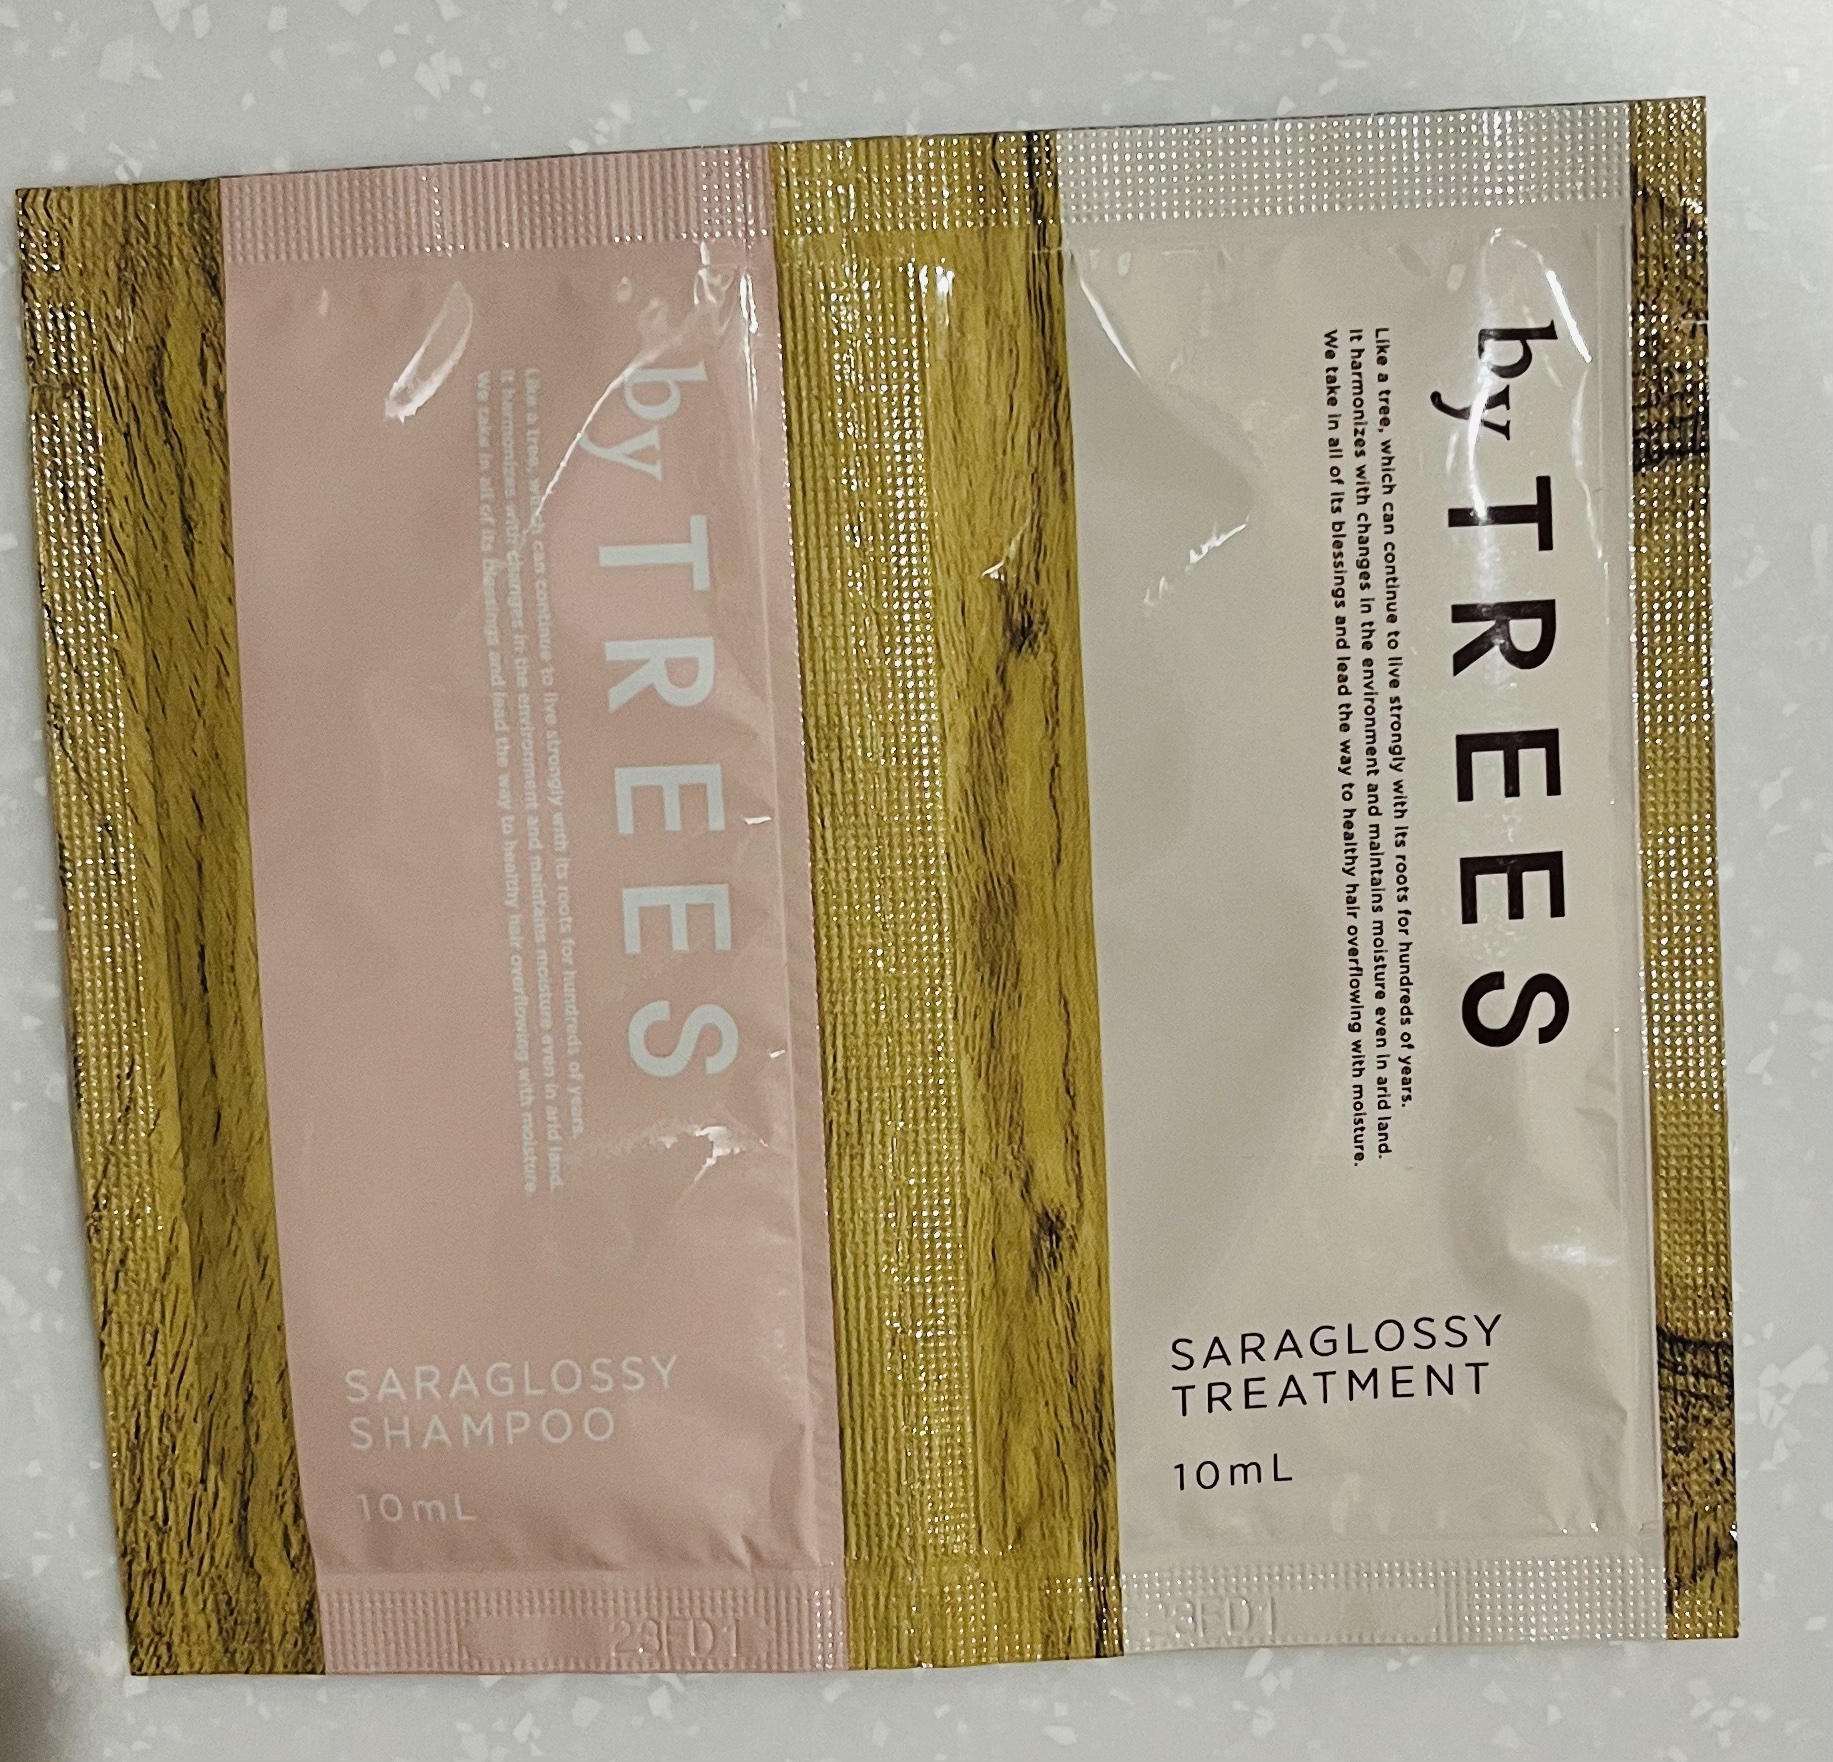 by TREES
Like a tree, which can continue to live strongly with its roots for hundreds of years.
It harmonizes with changes in the environment and maintains moisture even in arid land.
We take in all of its blessings and lead the way to healthy hair overflowing with moisture.
SARAGLOSSY
SHAMPOO
10mL
23FD1
by TREES
Like a tree, which can continue to live strongly with its roots for hundreds of years.
It harmonizes with changes in the environment and maintains moisture even in arid land.
We take in all of its blessings and lead the way to healthy hair overflowing with moisture.
SARAGLOSSY
TREATMENT
10mL
23FD1